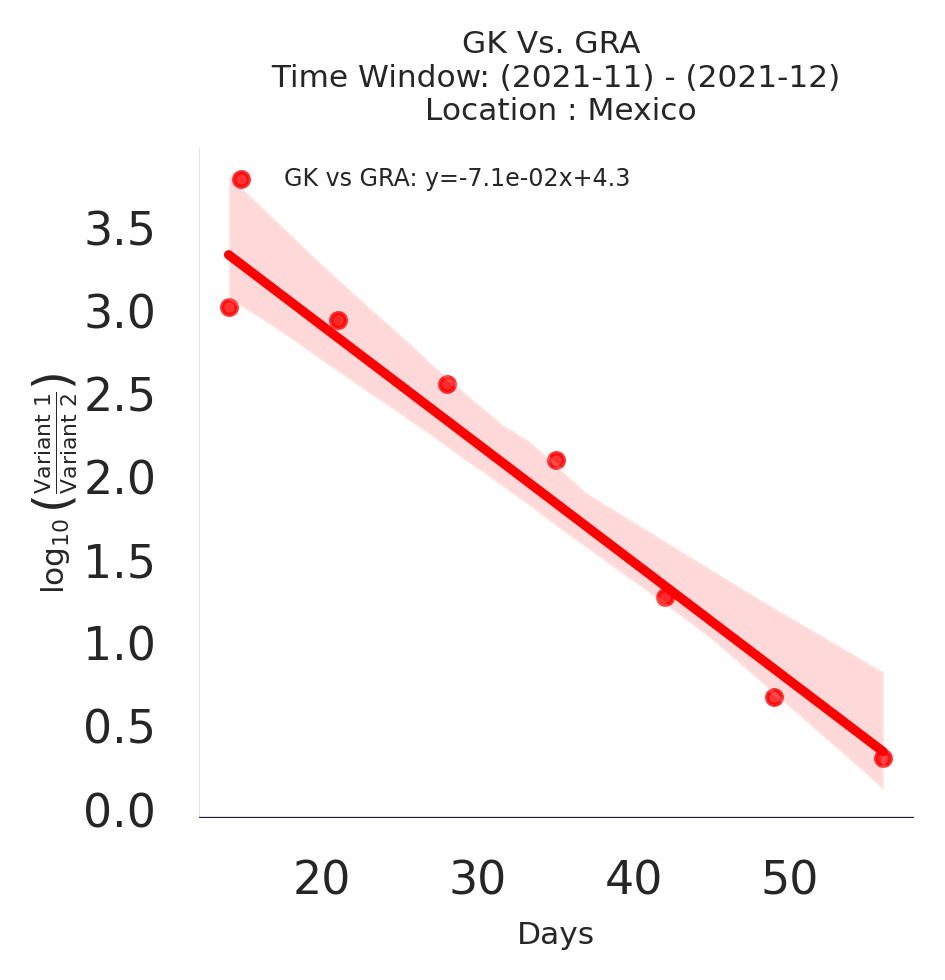 GK Vs. GRA
Time Window: (2021-11) - (2021-12)
Location : Mexico
GK vs GRA: y=-7.1e-02x+4.3
3.5
3.0
2.5
2.0
1.5
1.0
0.5
0.0
log₁₀ (Variant 1 / Variant 2)
20 30 40 50
Days